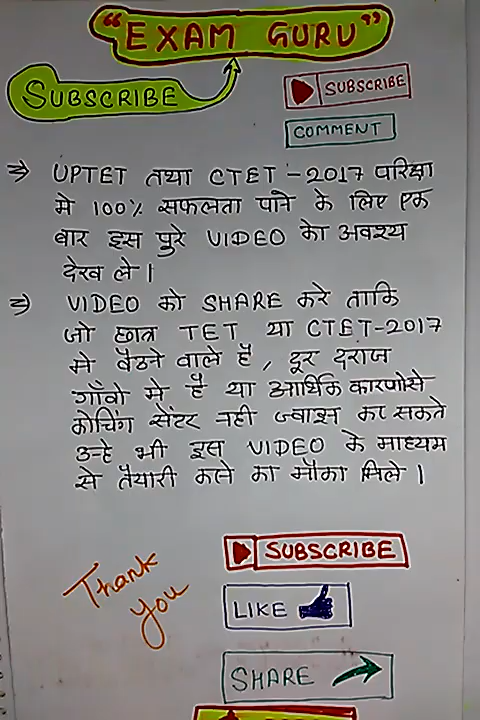 "EXAM GURU"
SUBSCRIBE
SUBSCRIBE
COMMENT
⇒ UPTET तथा CTET-2017 परिक्षा
मे 100% सफलता पाने के लिए एक
बार इस पुरे VIDEO को अवश्य
देख ले।
⇒ VIDEO को SHARE करे ताकि
जो छात्र TET या CTET-2017
मे बैठने वाले है, दूर दराज
गाँवो मे है या आर्थिक कारणोसे
कोचिंग सेंटर नही ज्वाइन कर सकते
उन्हे भी इस VIDEO के माध्यम
से तैयारी करने का मौका मिले।
Thank
you
SUBSCRIBE
LIKE
SHARE